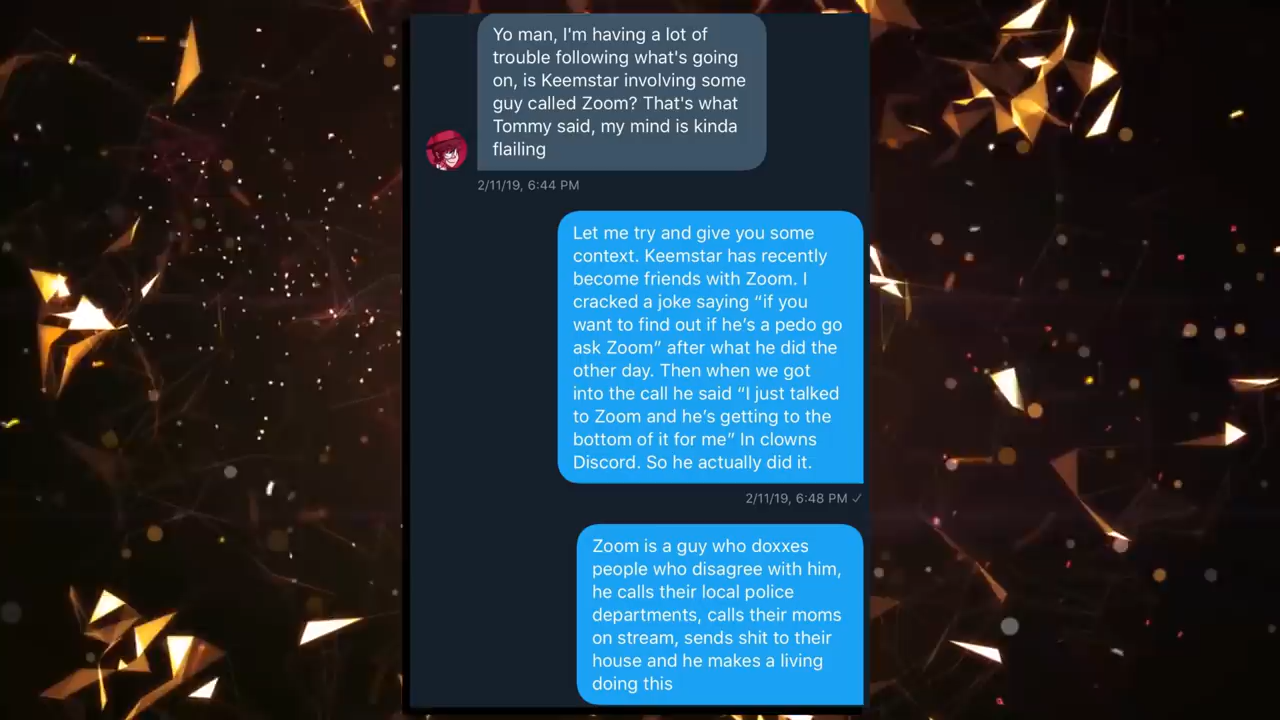 Yo man, I'm having a lot of
trouble following what's going
on, is Keemstar involving some
guy called Zoom? That's what
Tommy said, my mind is kinda
flailing
2/11/19, 6:44 PM
Let me try and give you some
context. Keemstar has recently
become friends with Zoom. I
cracked a joke saying “if you
want to find out if he’s a pedo go
ask Zoom” after what he did the
other day. Then when we got
into the call he said “I just talked
to Zoom and he’s getting to the
bottom of it for me” In clowns
Discord. So he actually did it.
2/11/19, 6:48 PM ✓
Zoom is a guy who doxxes
people who disagree with him,
he calls their local police
departments, calls their moms
on stream, sends shit to their
house and he makes a living
doing this